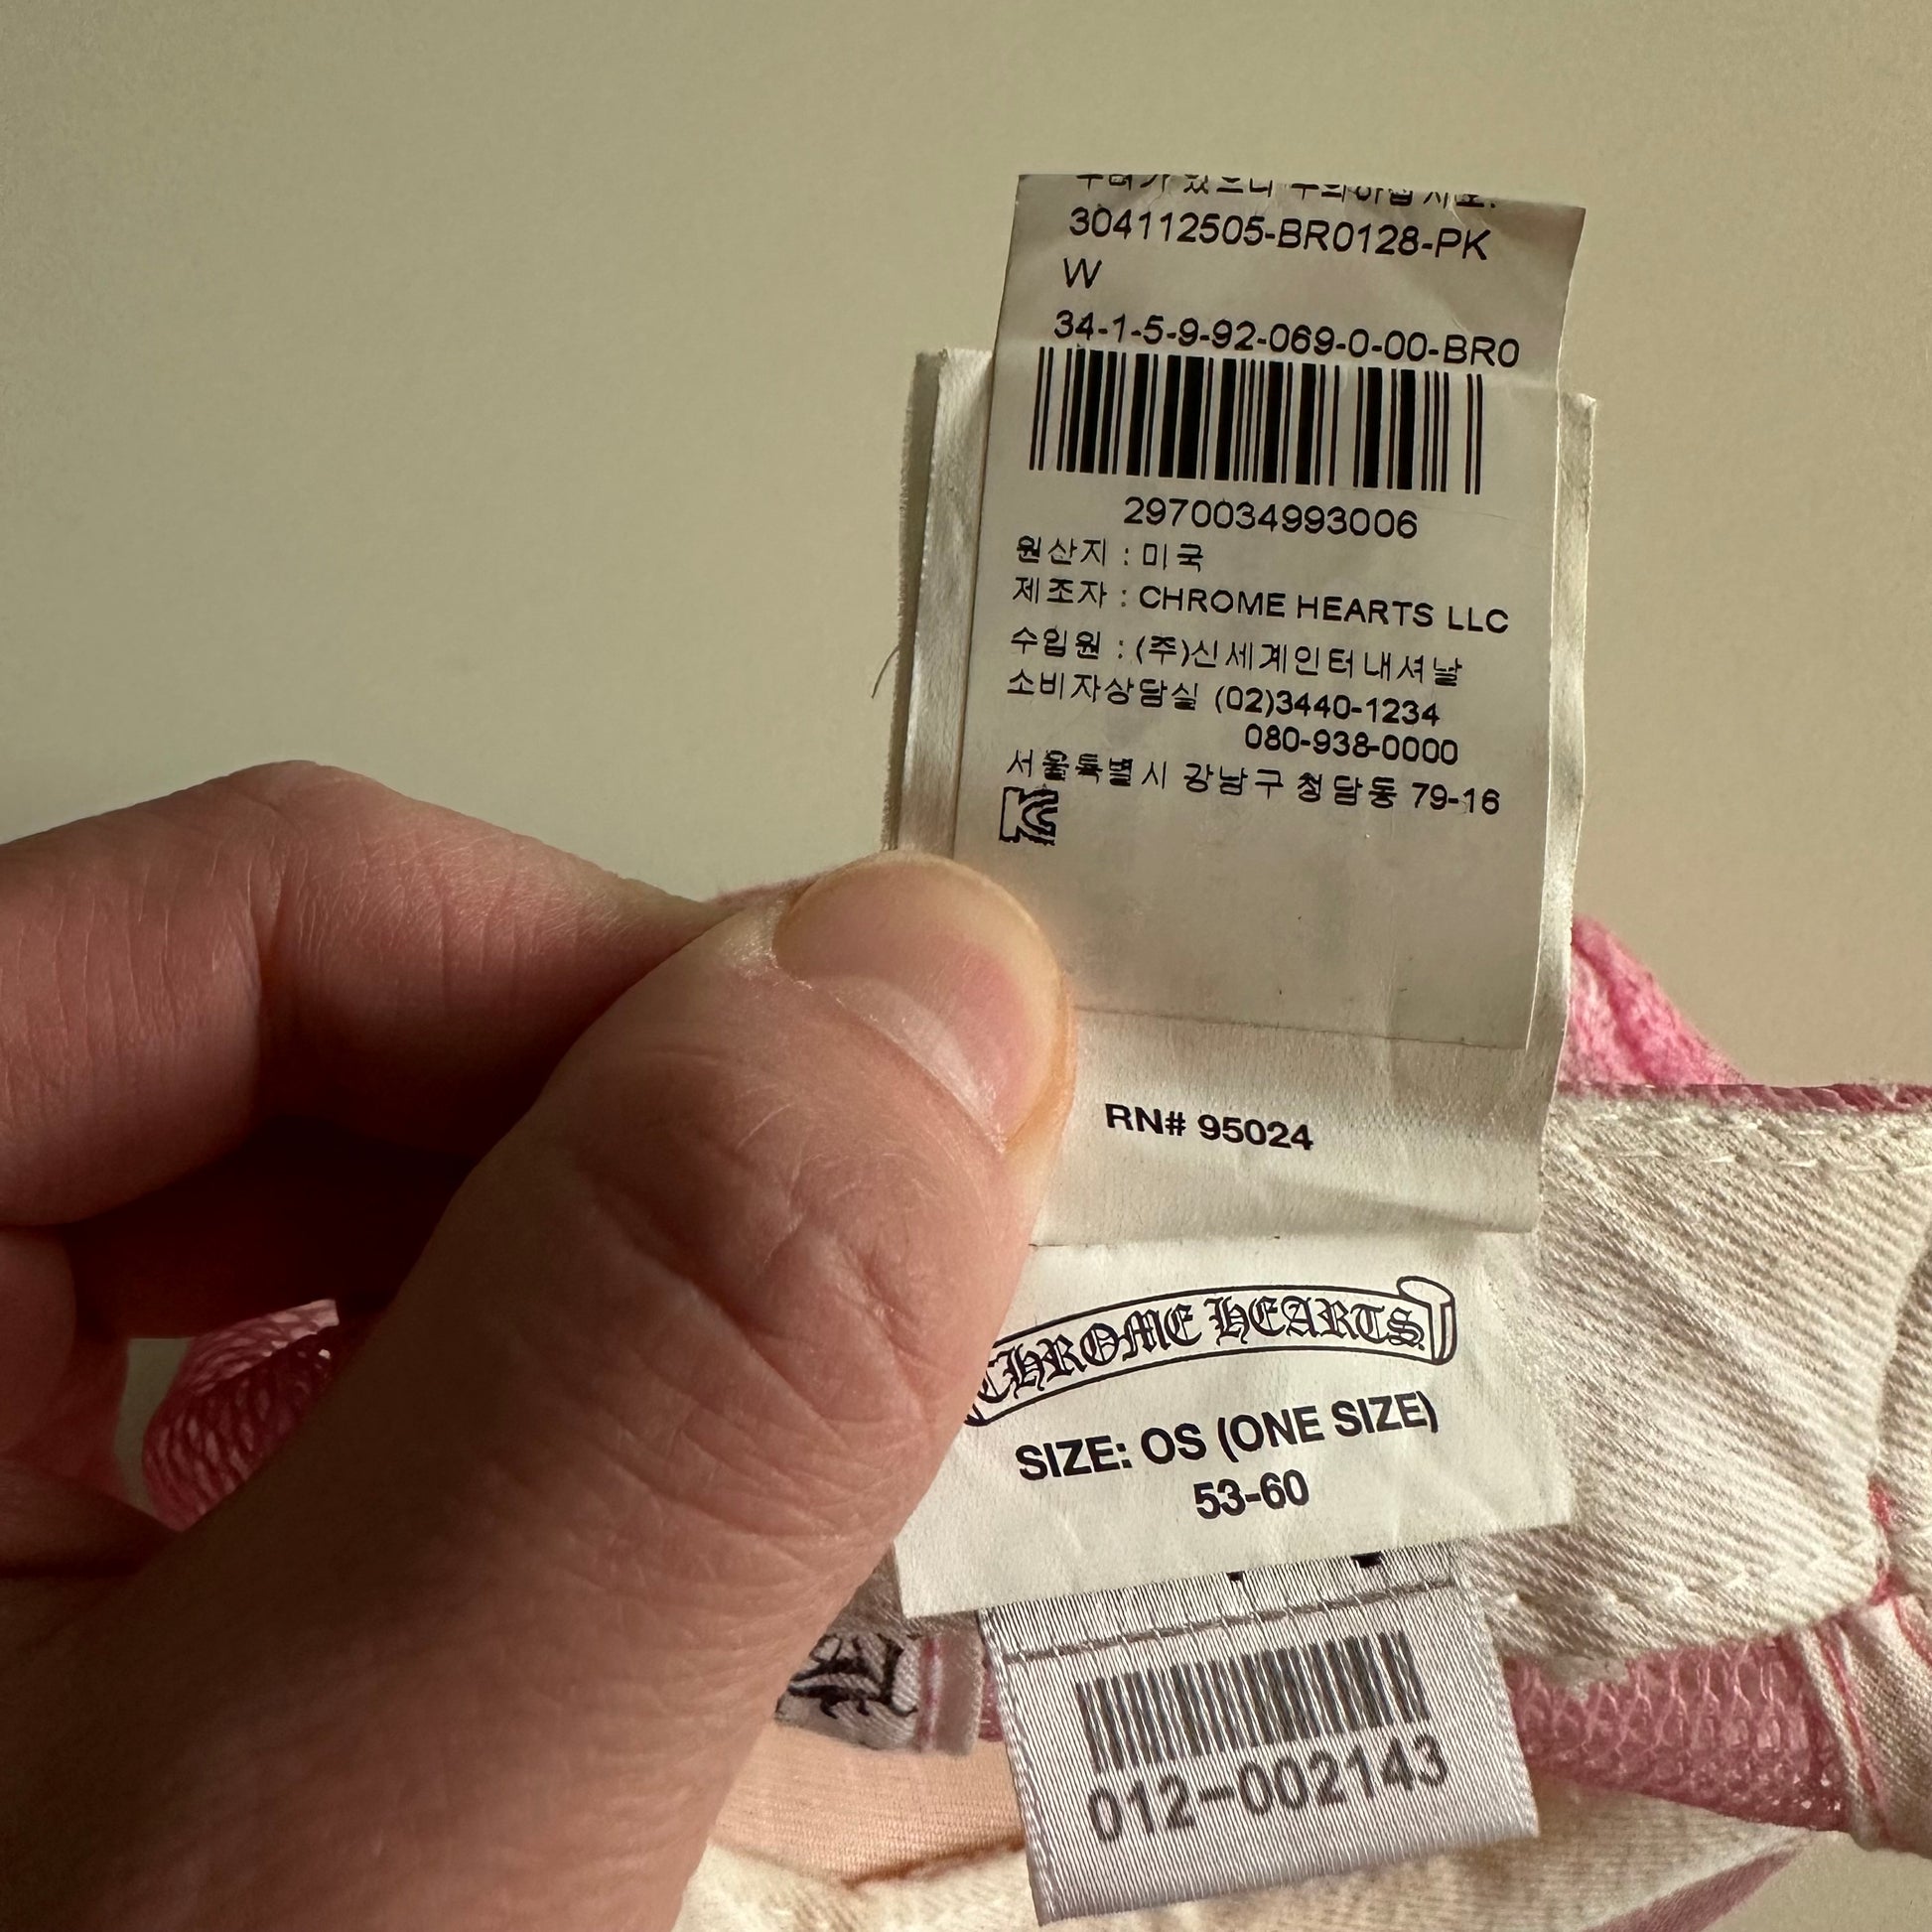 304112505-BR0128-PK
W
34-1-5-9-92-069-0-00-BR0
2970034993006
원산지 : 미국
제조자 : CHROME HEARTS LLC
수입원 : (주)신세계인터내셔날
소비자상담실 (02)3440-1234
080-938-0000
서울특별시 강남구 청담동 79-16
KC
RN# 95024
CHROME HEARTS
SIZE: OS (ONE SIZE)
53-60
012-002143